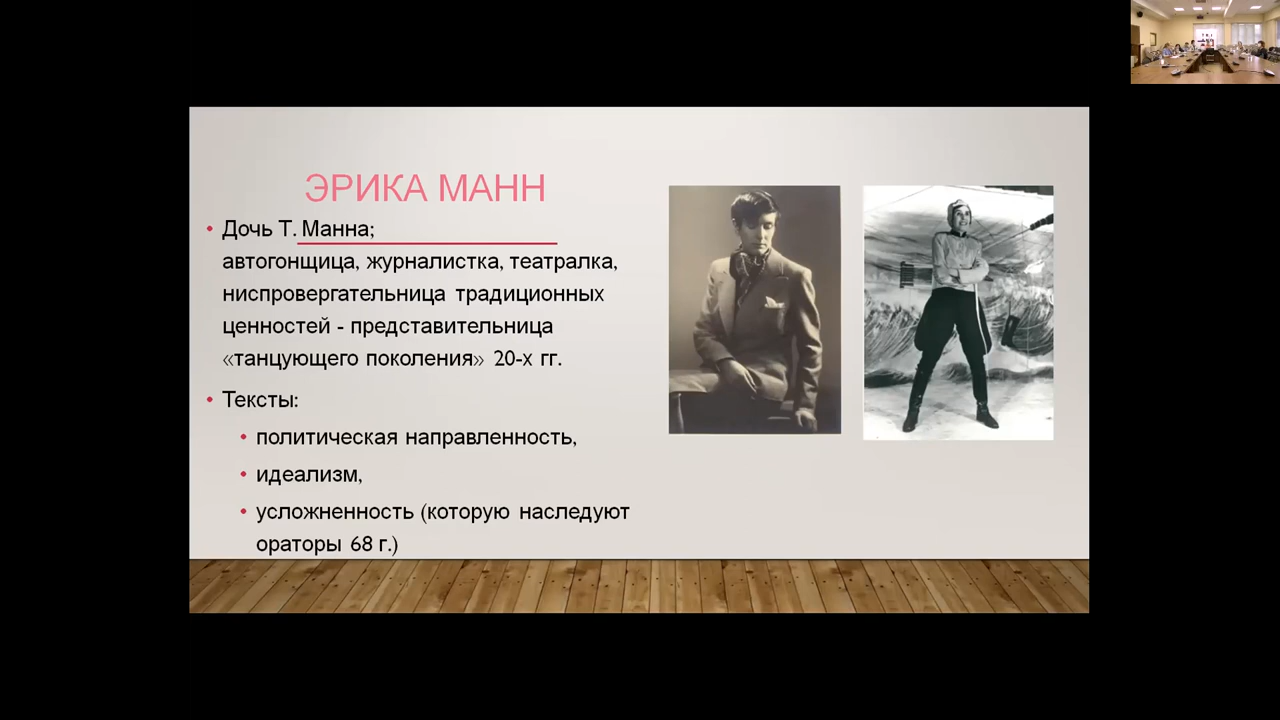 ЭРИКА МАНН
• Дочь Т. Манна;
автогонщица, журналистка, театралка,
ниспровергательница традиционных
ценностей - представительница
«танцующего поколения» 20-х гг.
• Тексты:
• политическая направленность,
• идеализм,
• усложненность (которую наследуют
ораторы 68 г.)